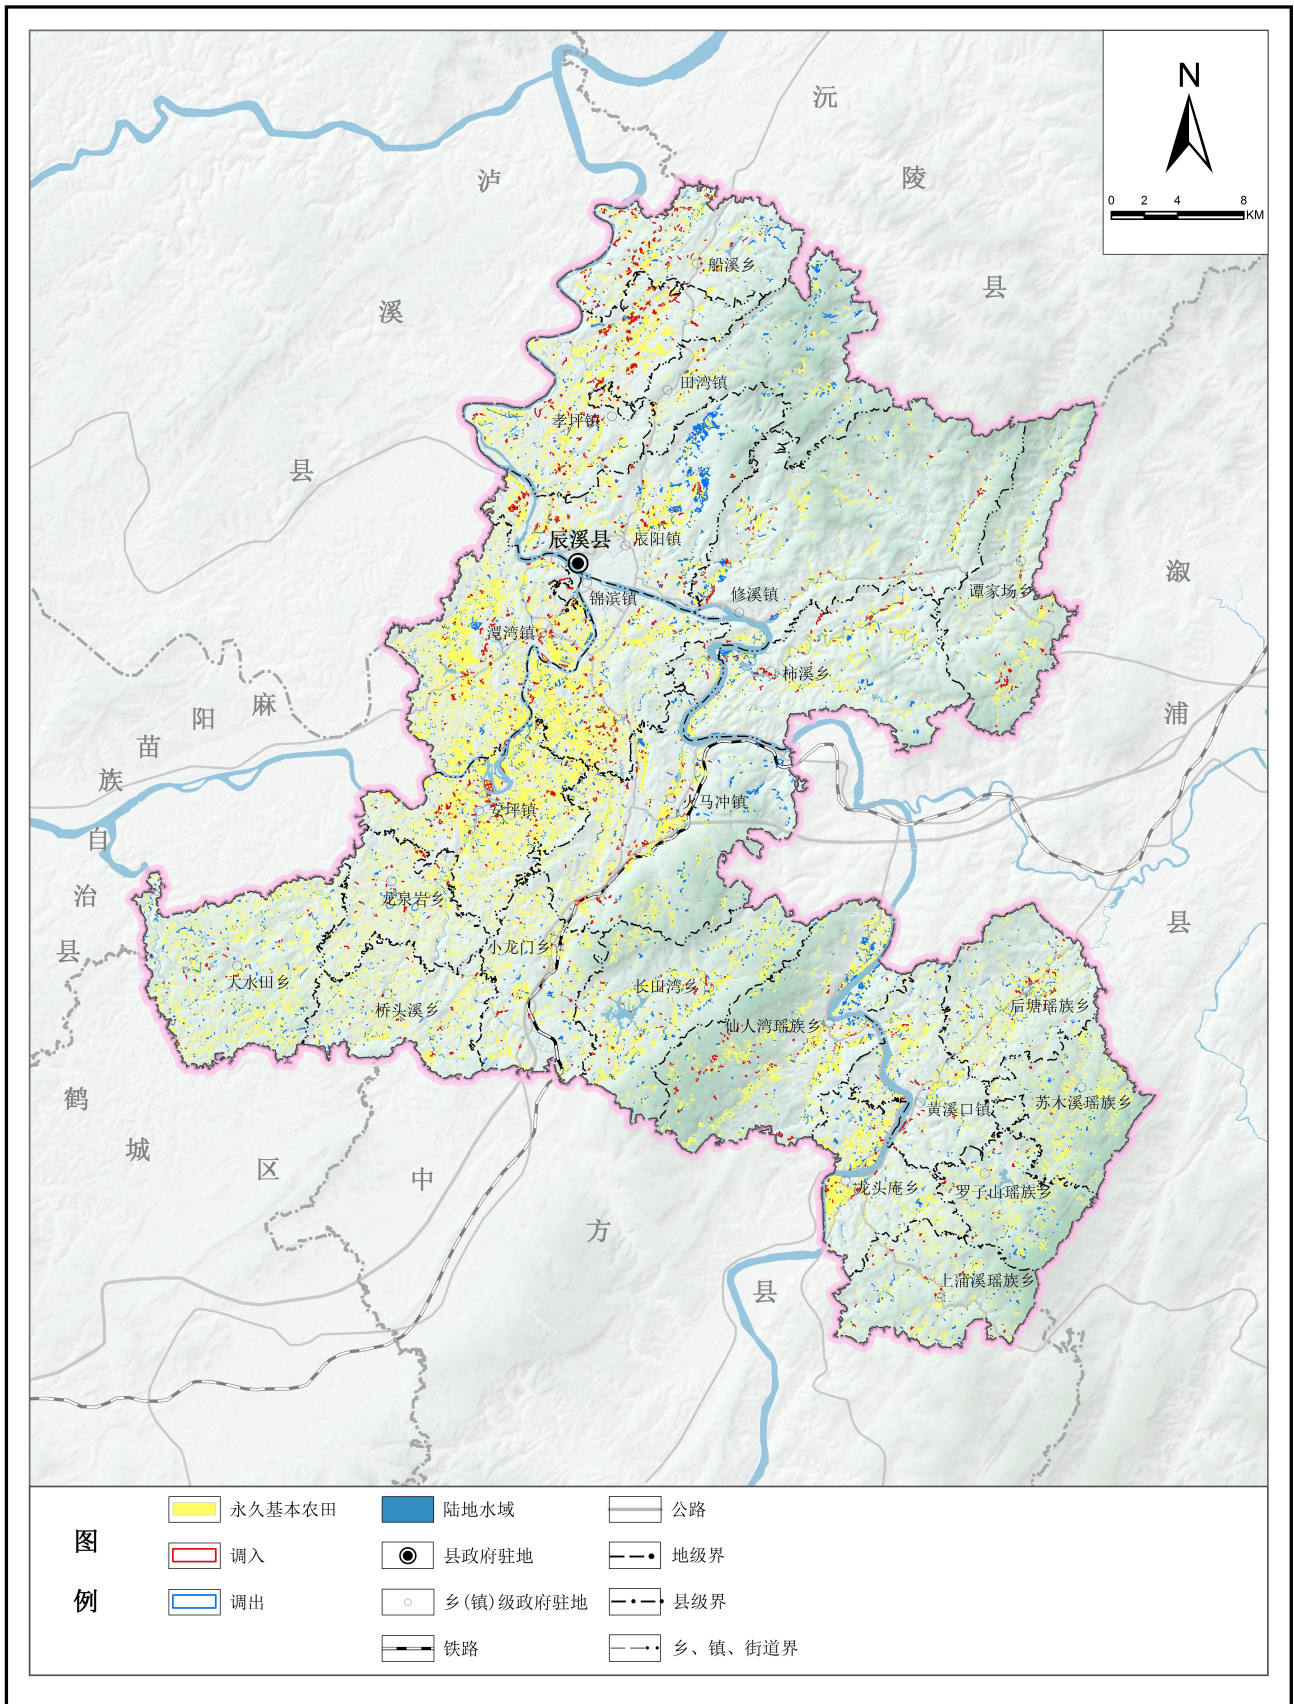 N
0 2 4 8
KM
沅
陵
县
泸
溪
县
溆
浦
县
麻
阳
苗
族
自
治
县
鹤
城
区
中
方
县
船溪乡
田湾镇
孝坪镇
辰溪县
辰阳镇
锦滨镇
修溪镇
谭家场乡
潭湾镇
柿溪乡
火马冲镇
安坪镇
龙泉岩乡
小龙门乡
大水田乡
桥头溪乡
长田湾乡
仙人湾瑶族乡
后塘瑶族乡
黄溪口镇
苏木溪瑶族乡
龙头庵乡
罗子山瑶族乡
上蒲溪瑶族乡
图
例
永久基本农田
调入
调出
陆地水域
县政府驻地
乡(镇)级政府驻地
铁路
公路
地级界
县级界
乡、镇、街道界